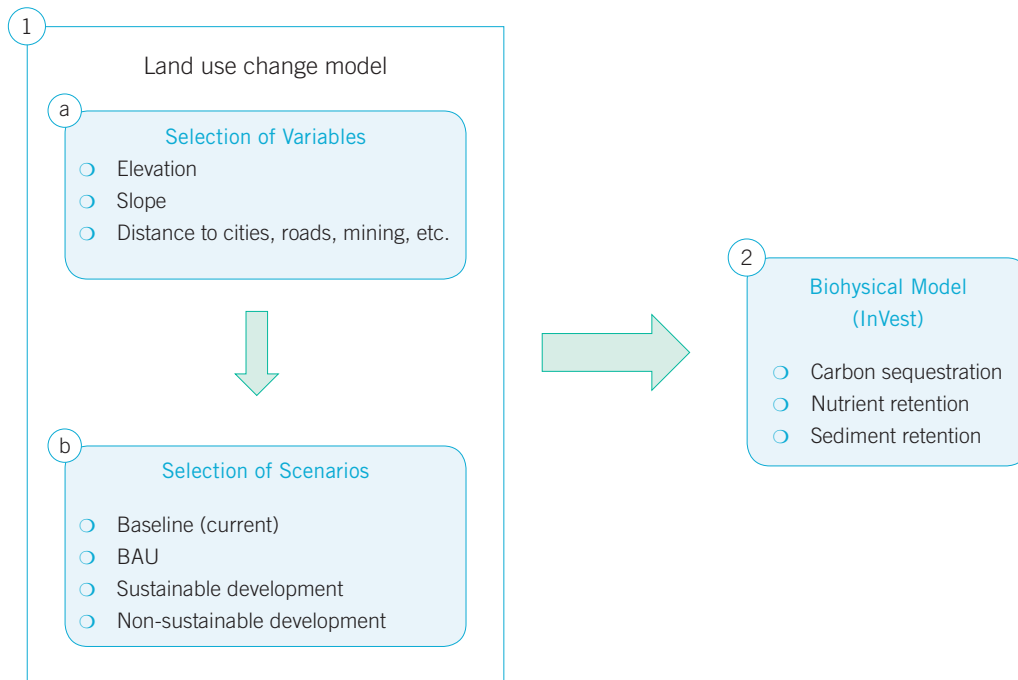 1
Land use change model
a
Selection of Variables
❍ Elevation
❍ Slope
❍ Distance to cities, roads, mining, etc.
b
Selection of Scenarios
❍ Baseline (current)
❍ BAU
❍ Sustainable development
❍ Non-sustainable development
2
Biohysical Model
(InVest)
❍ Carbon sequestration
❍ Nutrient retention
❍ Sediment retention